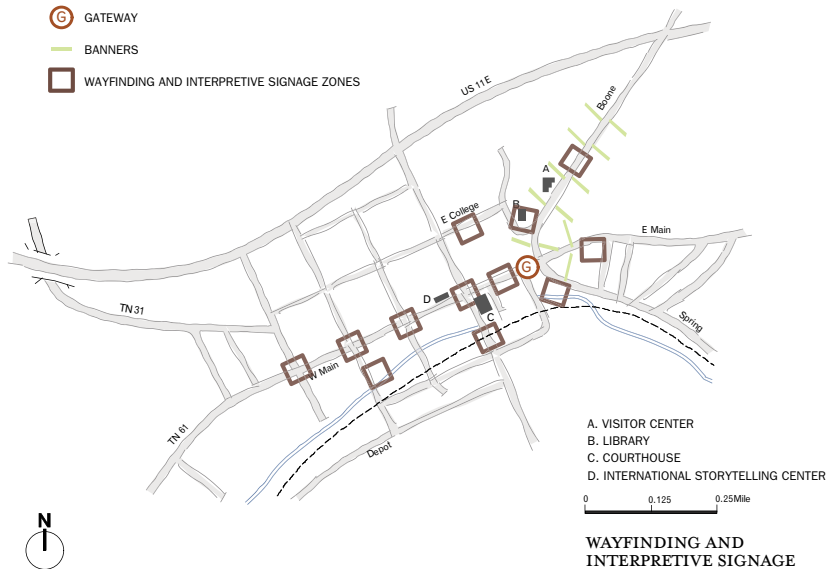 G GATEWAY
BANNERS
WAYFINDING AND INTERPRETIVE SIGNAGE ZONES
US 11E
Boone
A
B
E College
E Main
G
TN 31
D
C
Spring
W Main
TN 61
Depot
A. VISITOR CENTER
B. LIBRARY
C. COURTHOUSE
D. INTERNATIONAL STORYTELLING CENTER
0 0.125 0.25Mile
N
WAYFINDING AND
INTERPRETIVE SIGNAGE